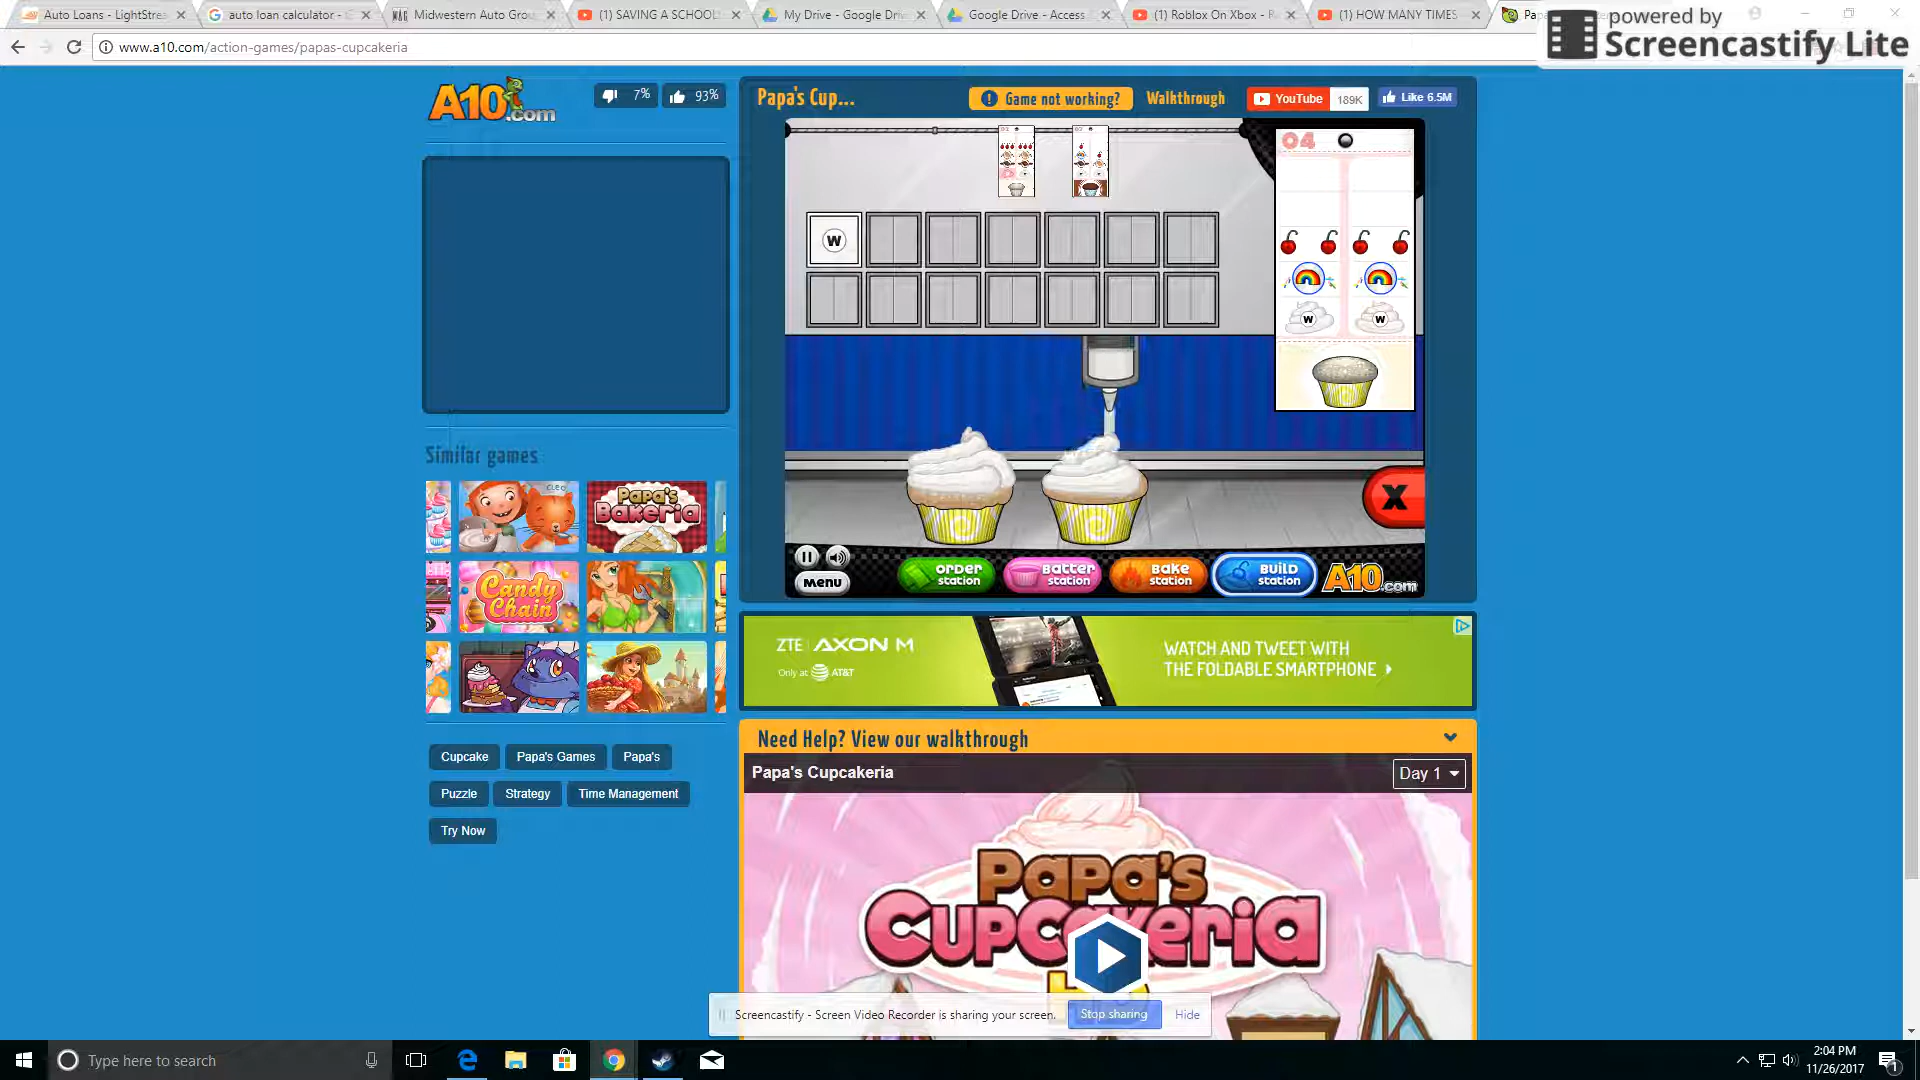 Auto Loans - LightStre
auto loan calculator -
Midwestern Auto Grou
(1) SAVING A SCHOOL
My Drive - Google Driv
Google Drive - Access
(1) Roblox On Xbox - R
(1) HOW MANY TIMES
Pa
powered by
Screencastify Lite
www.a10.com/action-games/papas-cupcakeria
A10.com
7%
93%
Papa's Cup...
Game not working?
Walkthrough
YouTube
189K
Like 6.5M
04
W
W
W
X
menu
Order station
Batter station
Bake station
Build station
A10.com
Similar games
CLEO
Papa's Bakeria
Candy Chain
ZTE AXON M
Only at AT&T
WATCH AND TWEET WITH
THE FOLDABLE SMARTPHONE
Need Help? View our walkthrough
Papa's Cupcakeria
Day 1
Papa's
Cupcakeria
Cupcake
Papa's Games
Papa's
Puzzle
Strategy
Time Management
Try Now
Screencastify - Screen Video Recorder is sharing your screen.
Stop sharing
Hide
Type here to search
2:04 PM
11/26/2017
1